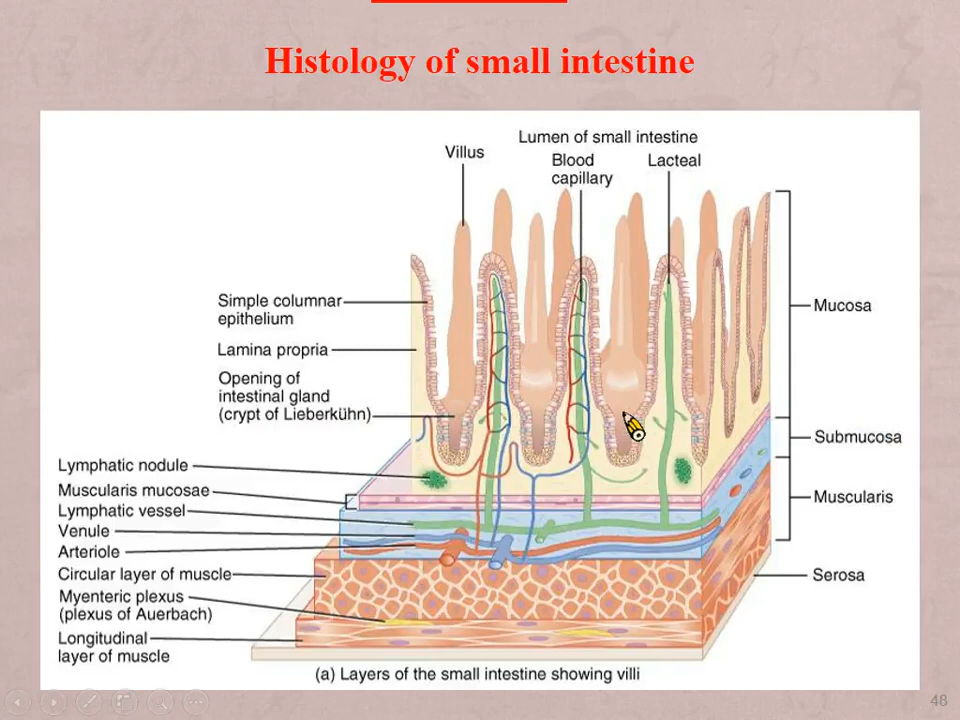 Histology of small intestine
Lumen of small intestine
Villus
Blood
capillary
Lacteal
Simple columnar
epithelium
Mucosa
Lamina propria
Opening of
intestinal gland
(crypt of Lieberkühn)
Submucosa
Lymphatic nodule
Muscularis mucosae
Muscularis
Lymphatic vessel
Venule
Arteriole
Circular layer of muscle
Serosa
Myenteric plexus
(plexus of Auerbach)
Longitudinal
layer of muscle
(a) Layers of the small intestine showing villi
48